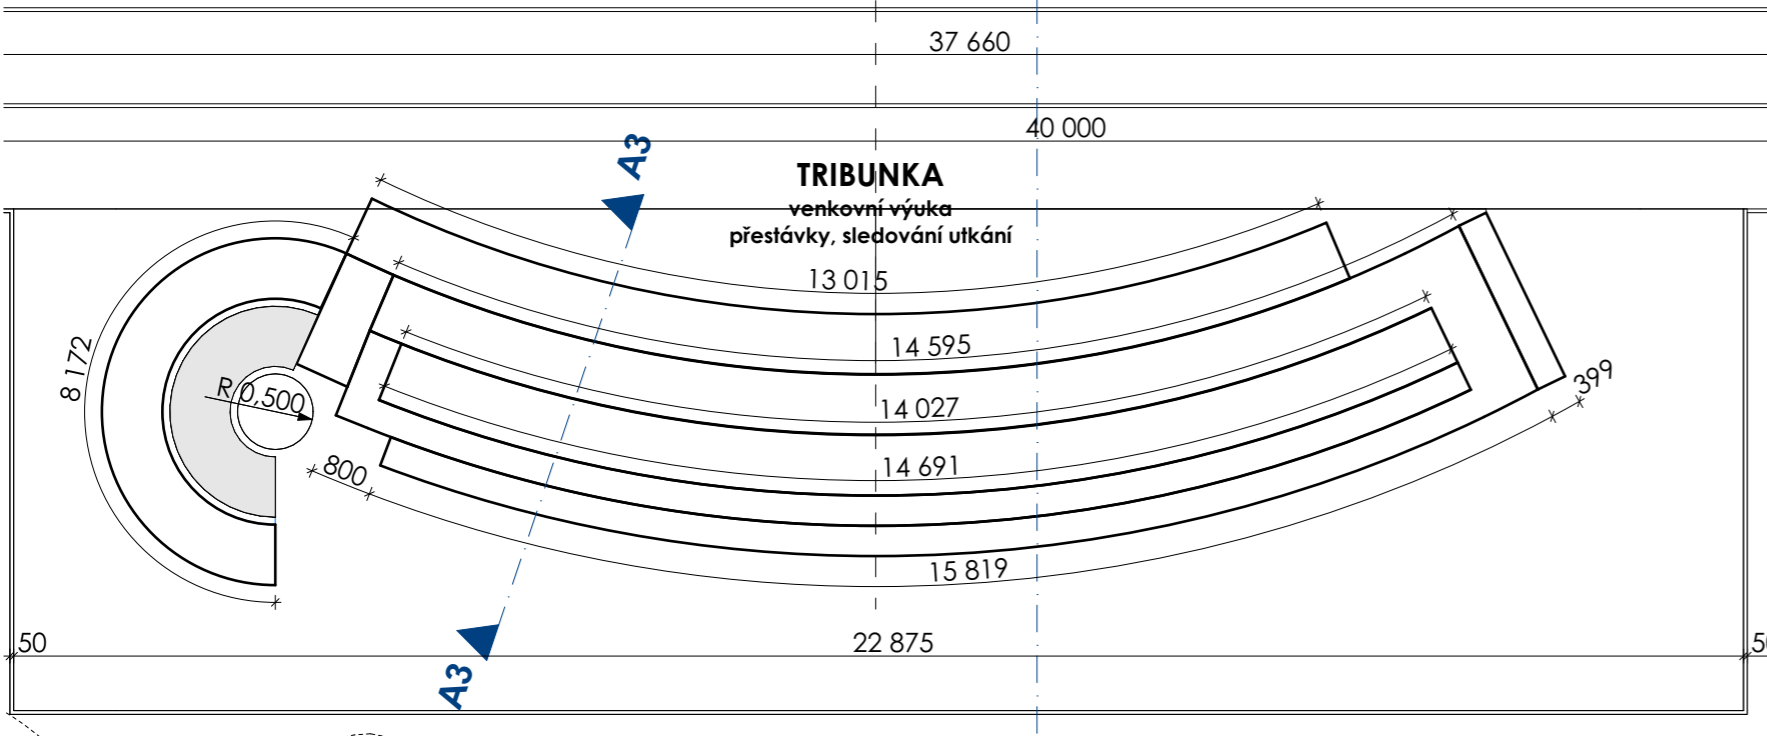 37 660
40 000
A3
TRIBUNKA
venkovní výuka
přestávky, sledování utkání
13 015
14 595
8 172
R 0,500
14 027
399
14 691
800
15 819
50
22 875
A3